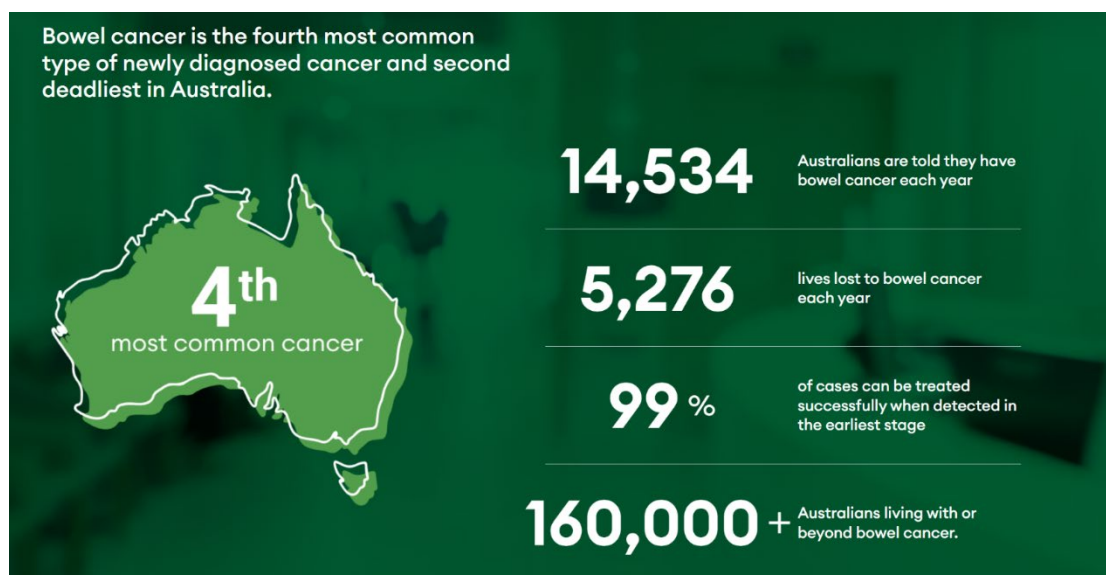 Bowel cancer is the fourth most common
type of newly diagnosed cancer and second
deadliest in Australia.
4th
most common cancer
14,534
Australians are told they have
bowel cancer each year
5,276
lives lost to bowel cancer
each year
99 %
of cases can be treated
successfully when detected in
the earliest stage
160,000 +
Australians living with or
beyond bowel cancer.